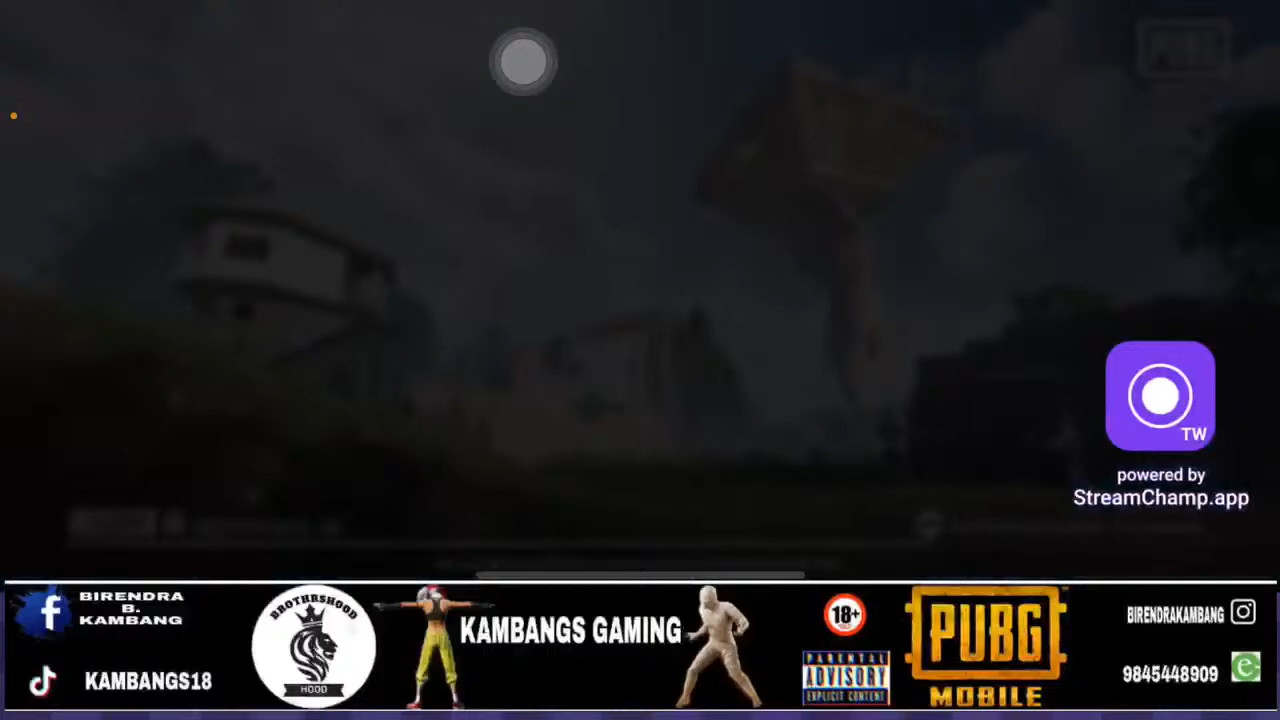 PUBG
TW
powered by
StreamChamp.app
BIRENDRA
B.
KAMBANG
KAMBANGS18
BROTHRSHOOD
HOOD
KAMBANGS GAMING
18+
PARENTAL
ADVISORY
EXPLICIT CONTENT
PUBG
MOBILE
BIRENDRAKAMBANG
9845448909